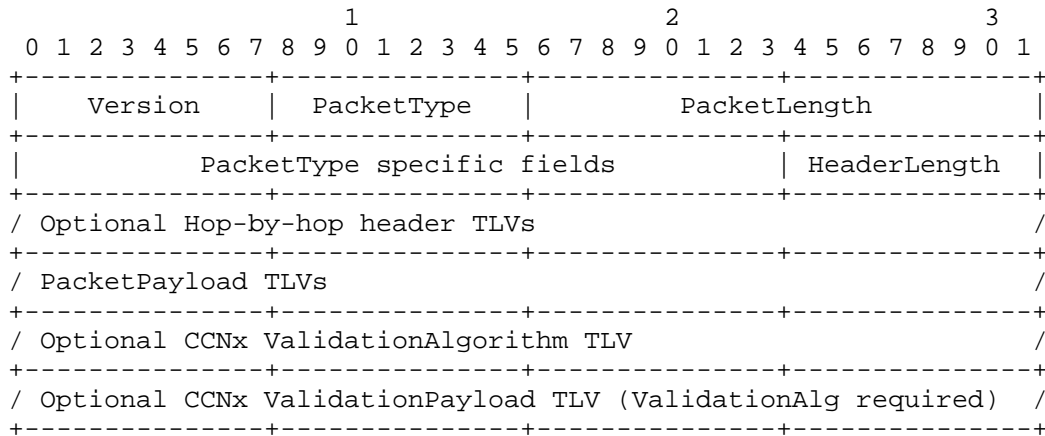 1                   2                   3
 0 1 2 3 4 5 6 7 8 9 0 1 2 3 4 5 6 7 8 9 0 1 2 3 4 5 6 7 8 9 0 1
+---------------+---------------+---------------+---------------+
|    Version    |  PacketType   |         PacketLength          |
+---------------+---------------+---------------+---------------+
|           PacketType specific fields          | HeaderLength  |
+---------------+---------------+---------------+---------------+
/ Optional Hop-by-hop header TLVs                               /
+---------------+---------------+---------------+---------------+
/ PacketPayload TLVs                                            /
+---------------+---------------+---------------+---------------+
/ Optional CCNx ValidationAlgorithm TLV                         /
+---------------+---------------+---------------+---------------+
/ Optional CCNx ValidationPayload TLV (ValidationAlg required)  /
+---------------+---------------+---------------+---------------+